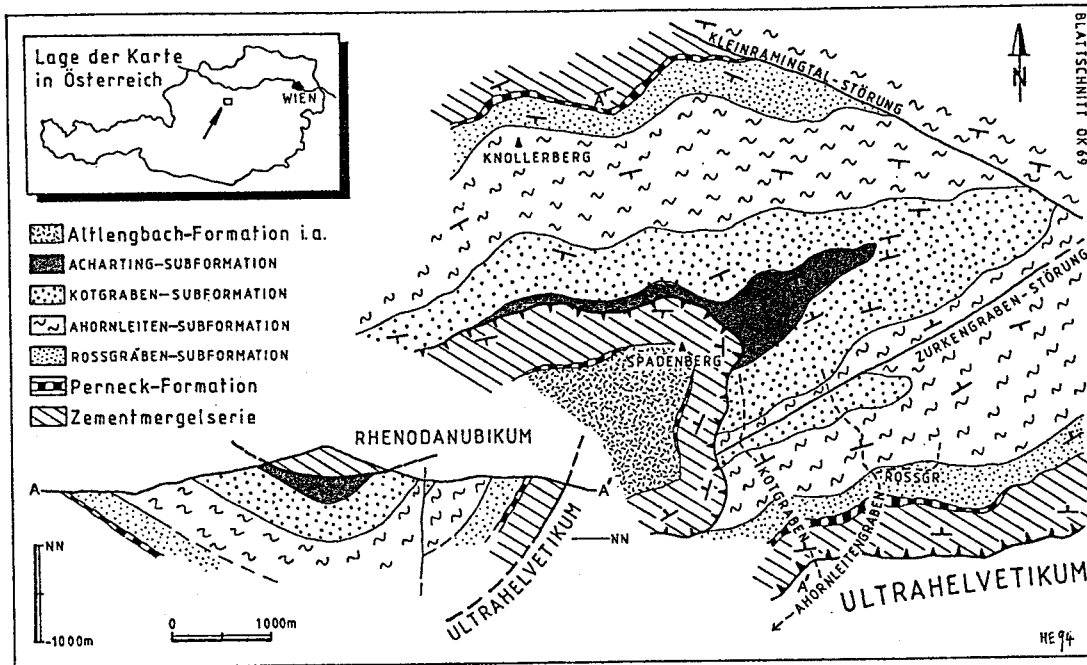 Lage der Karte
in Österreich
WIEN
Altlengbach-Formation i.a.
ACHARTING-SUBFORMATION
KOTGRABEN-SUBFORMATION
AHORNLEITEN-SUBFORMATION
ROSSGRÄBEN-SUBFORMATION
Perneck-Formation
Zementmergelserie
KLEINRAMINGTAL-STÖRUNG
N
BLATTSCHNITT ÖK 69
A
KNOLLERBERG
SPADENBERG
ZURKENGRABEN-STÖRUNG
KOTGRABEN
ROSSGR.
AHORNLEITENGRABEN
A'
ULTRAHELVETIKUM
RHENODANUBIKUM
A
A'
NN
NN
-1000m
0 1000m
ULTRAHELVETIKUM
HE94